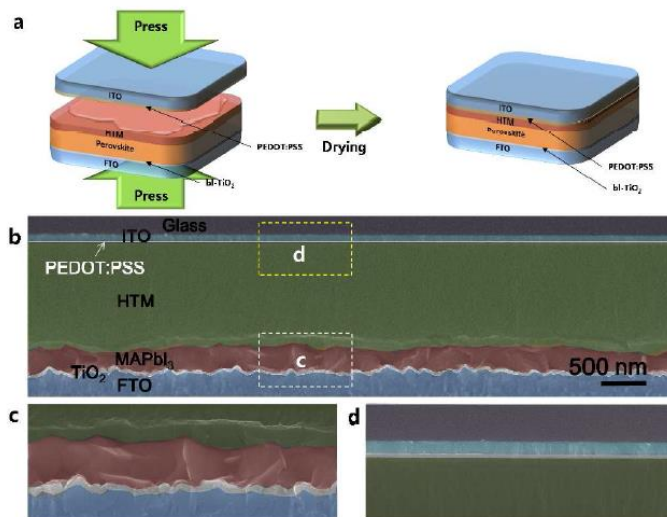 a
Press
ITO
HTM
Perovskite
FTO
PEDOT:PSS
bl-TiO₂
Press
Drying
ITO
HTM
Perovskite
FTO
PEDOT:PSS
bl-TiO₂
b
Glass
ITO
PEDOT:PSS
d
HTM
MAPbI₃
TiO₂
FTO
c
500 nm
c
d